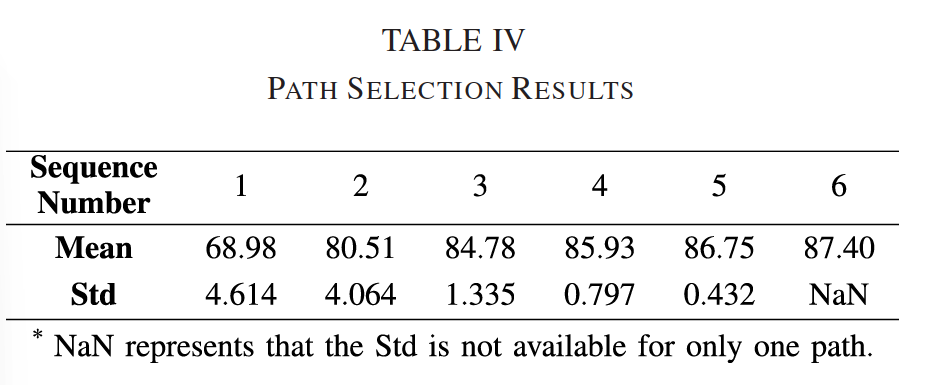 TABLE IV
PATH SELECTION RESULTS
Sequence Number 1 2 3 4 5 6
Mean 68.98 80.51 84.78 85.93 86.75 87.40
Std 4.614 4.064 1.335 0.797 0.432 NaN
* NaN represents that the Std is not available for only one path.